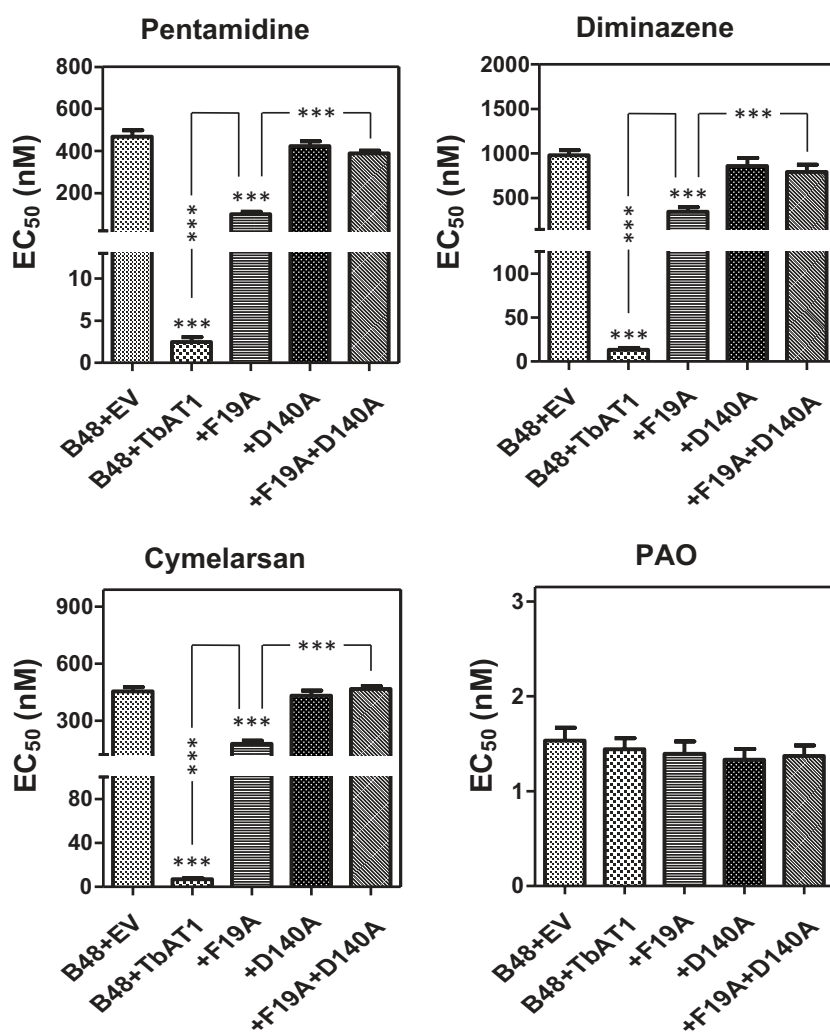 Pentamidine
EC50 (nM)
800
600
400
200
10
5
0
***
***
***
***
B48+EV
B48+TbAT1
+F19A
+D140A
+F19A+D140A
Diminazene
EC50 (nM)
2000
1500
1000
500
100
50
0
***
***
***
***
B48+EV
B48+TbAT1
+F19A
+D140A
+F19A+D140A
Cymelarsan
EC50 (nM)
900
600
300
80
40
0
***
***
***
***
B48+EV
B48+TbAT1
+F19A
+D140A
+F19A+D140A
PAO
EC50 (nM)
3
2
1
0
B48+EV
B48+TbAT1
+F19A
+D140A
+F19A+D140A